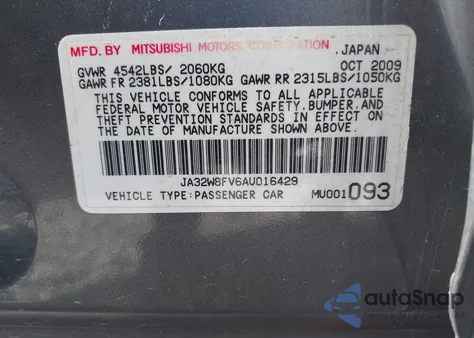 MFD. BY MITSUBISHI MOTORS CORPORATION , JAPAN
GVWR 4542LBS/ 2060KG OCT 2009
GAWR FR 2381LBS/1080KG GAWR RR 2315LBS/1050KG
THIS VEHICLE CONFORMS TO ALL APPLICABLE
FEDERAL MOTOR VEHICLE SAFETY, BUMPER, AND
THEFT PREVENTION STANDARDS IN EFFECT ON THE
DATE OF MANUFACTURE SHOWN ABOVE.
JA32W8FV6AU016429
VEHICLE TYPE:PASSENGER CAR MU001093
autoSnap